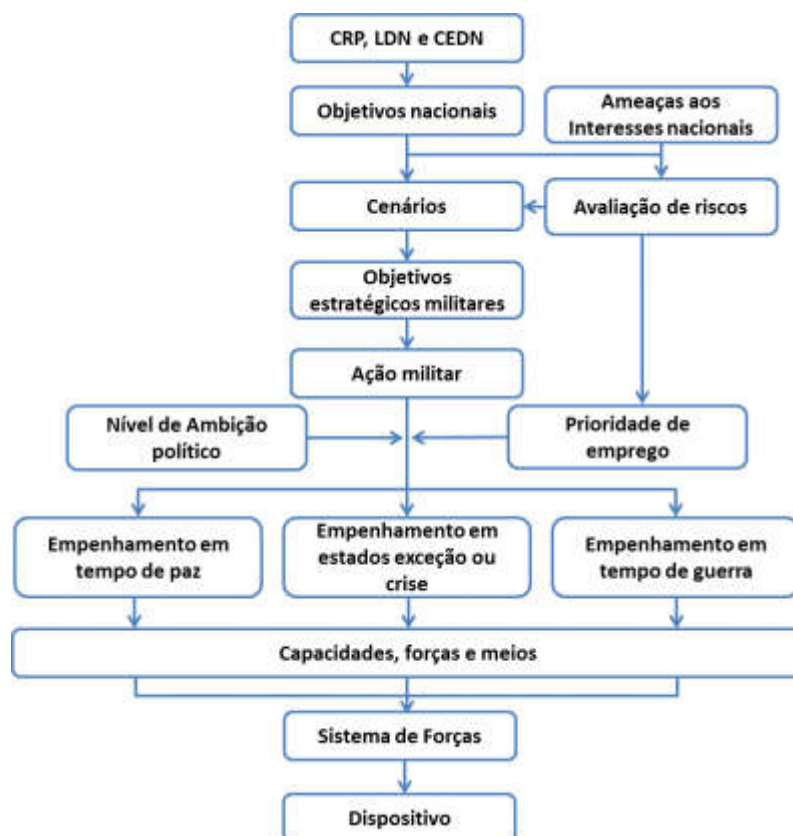 CRP, LDN e CEDN
Objetivos nacionais
Ameaças aos
Interesses nacionais
Cenários
Avaliação de riscos
Objetivos
estratégicos militares
Ação militar
Nível de Ambição
político
Prioridade de
emprego
Empenhamento em
tempo de paz
Empenhamento em
estados exceção ou
crise
Empenhamento em
tempo de guerra
Capacidades, forças e meios
Sistema de Forças
Dispositivo